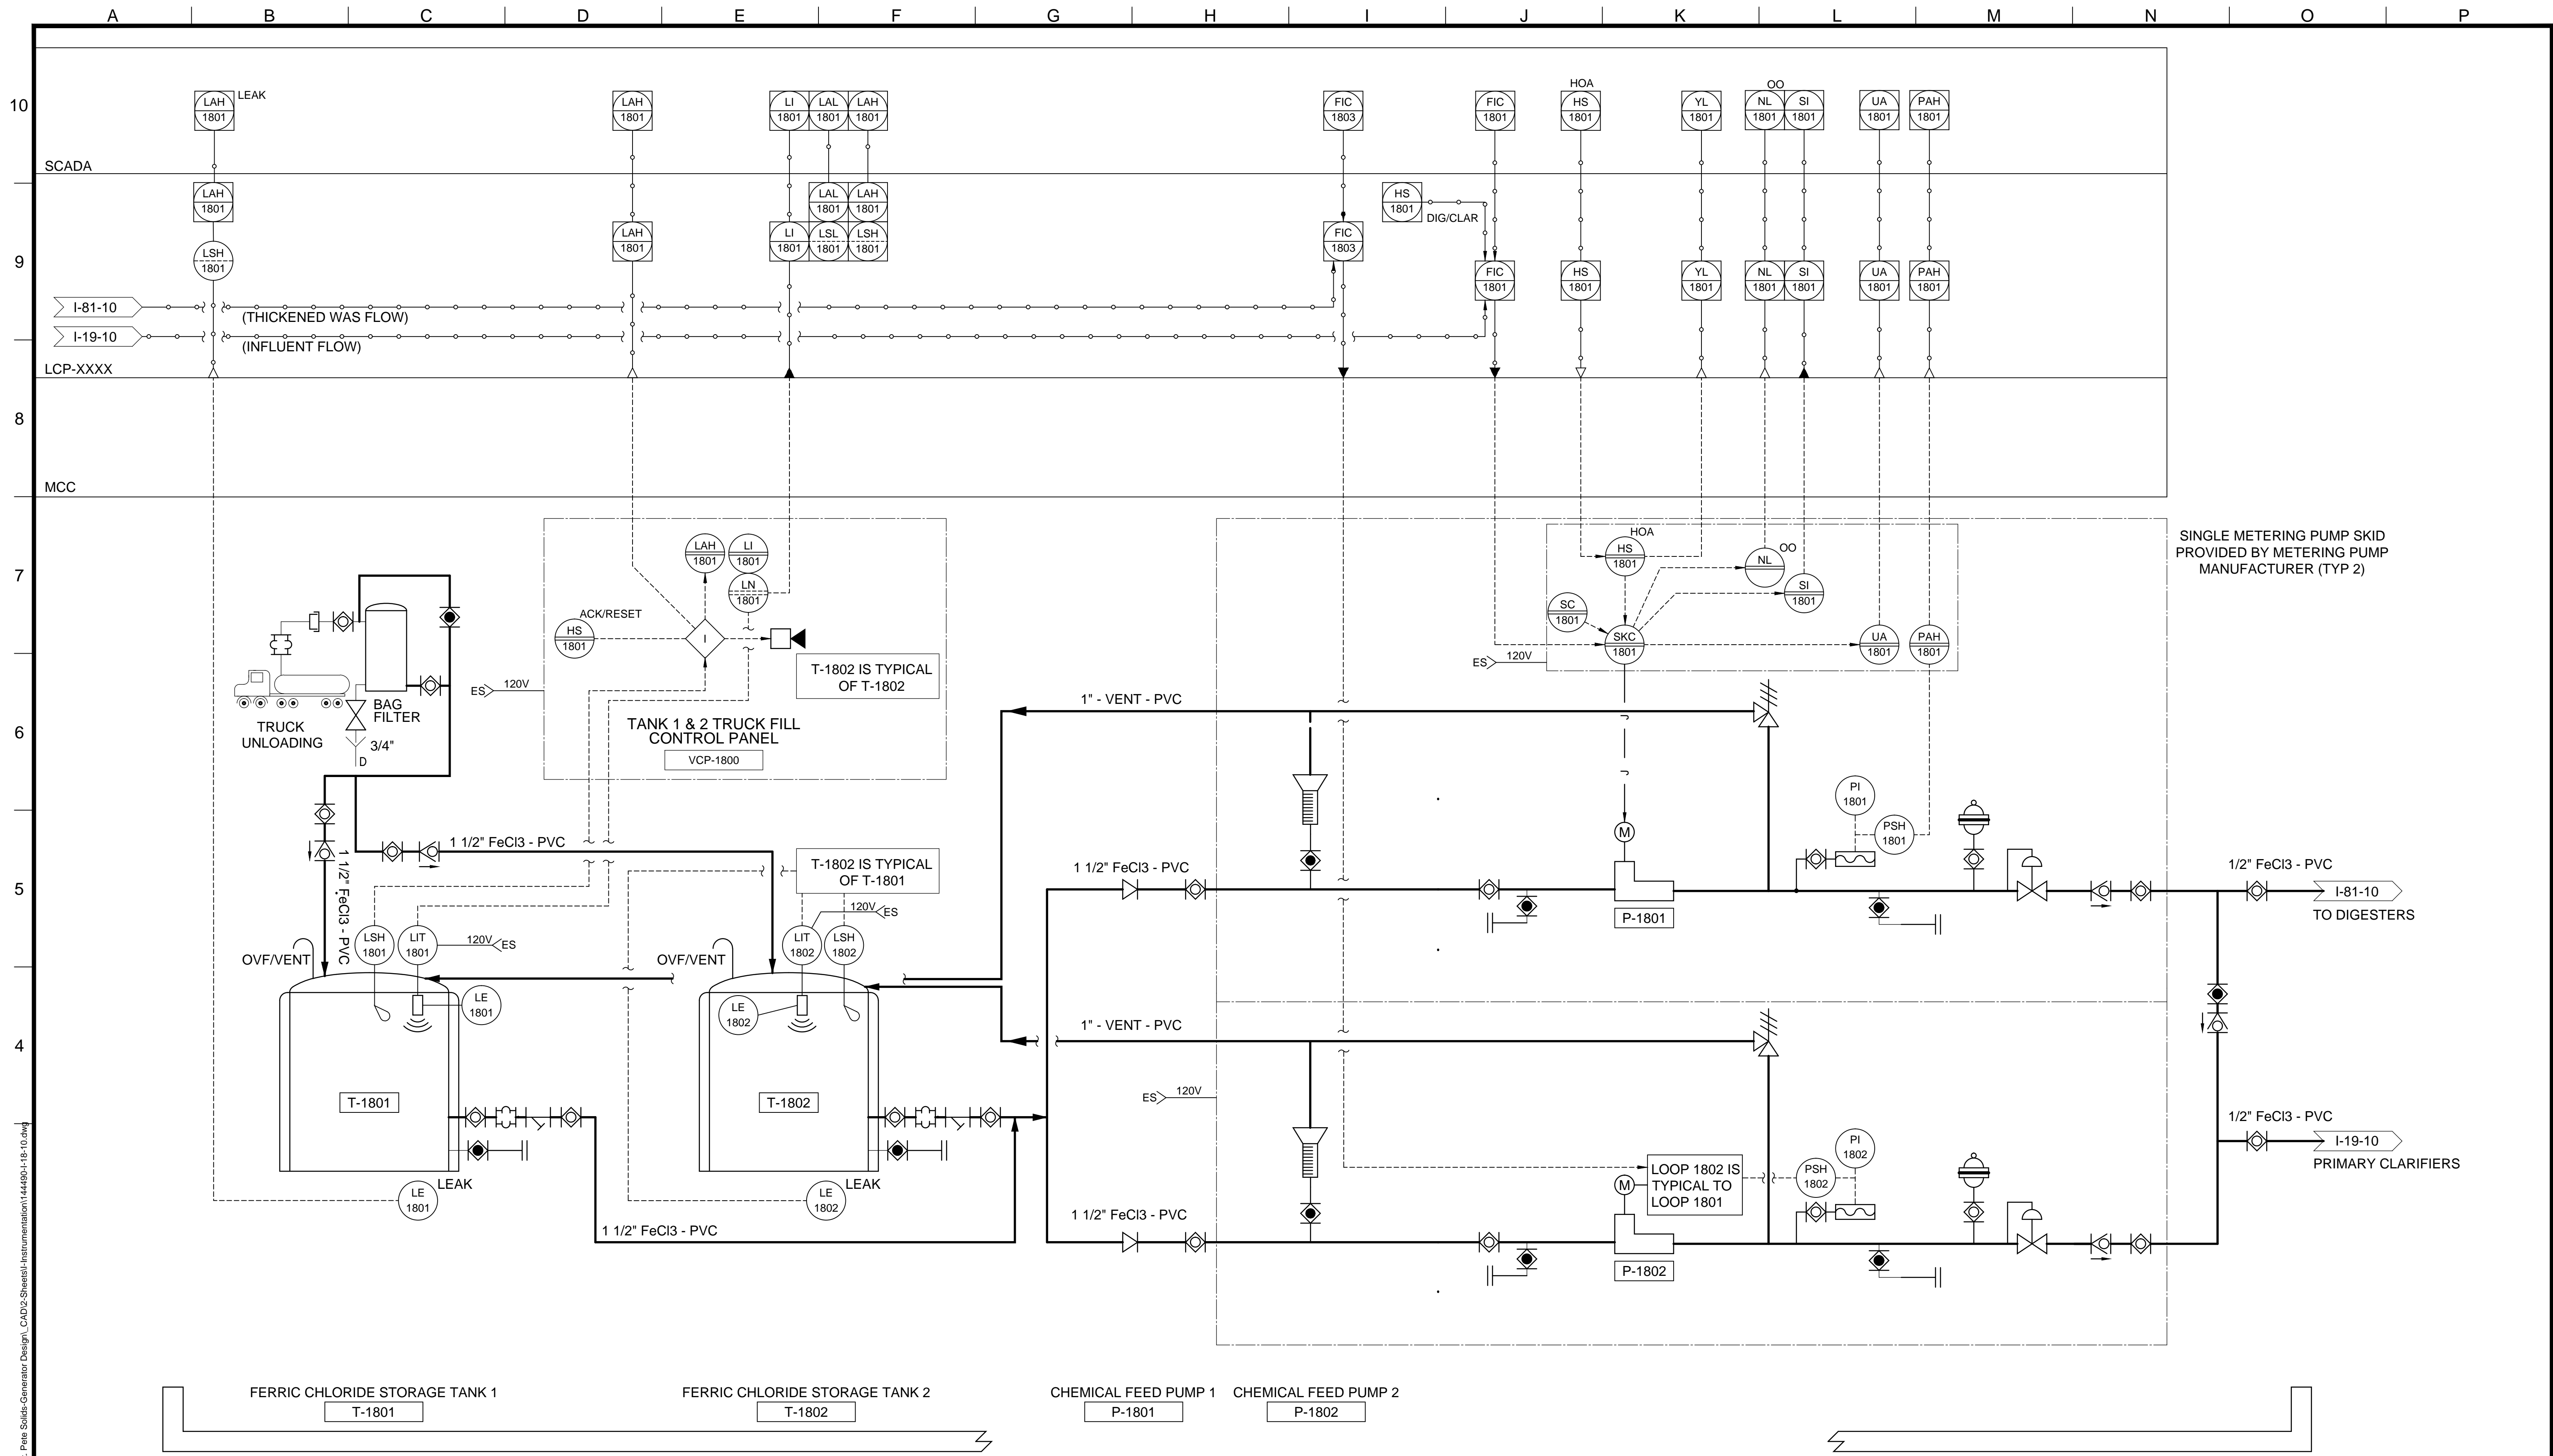 A B C D E F G H I J K L M N O P
10
LAH 1801
LEAK
LAH 1801
LI 1801
LAL 1801
LAH 1801
FIC 1803
FIC 1801
HOA
HS 1801
YL 1801
OO
NL 1801
SI 1801
UA 1801
PAH 1801
SCADA
9
LAH 1801
LSH 1801
LAH 1801
LAL 1801
LAH 1801
LI 1801
LSL 1801
LSH 1801
FIC 1803
HS 1801
DIG/CLAR
FIC 1801
HS 1801
YL 1801
NL 1801
SI 1801
UA 1801
PAH 1801
I-81-10
(THICKENED WAS FLOW)
I-19-10
(INFLUENT FLOW)
LCP-XXXX
8
MCC
7
LAH 1801
LI 1801
LN 1801
ACK/RESET
HS 1801
I
T-1802 IS TYPICAL
OF T-1802
ES 120V
TANK 1 & 2 TRUCK FILL
CONTROL PANEL
VCP-1800
HOA
HS 1801
OO
NL
SI 1801
SC 1801
SKC 1801
UA 1801
PAH 1801
ES 120V
SINGLE METERING PUMP SKID
PROVIDED BY METERING PUMP
MANUFACTURER (TYP 2)
6
TRUCK
UNLOADING
BAG
FILTER
3/4"
D
1" - VENT - PVC
PI 1801
PSH 1801
M
5
1 1/2" FeCl3 - PVC
1 1/2" FeCl3 - PVC
T-1802 IS TYPICAL
OF T-1801
120V ES
1 1/2" FeCl3 - PVC
P-1801
1/2" FeCl3 - PVC
I-81-10
TO DIGESTERS
OVF/VENT
LSH 1801
LIT 1801
120V ES
OVF/VENT
LIT 1802
LSH 1802
LE 1801
LE 1802
4
1" - VENT - PVC
T-1801
T-1802
ES 120V
1/2" FeCl3 - PVC
I-19-10
PRIMARY CLARIFIERS
LEAK
LE 1801
LEAK
LE 1802
1 1/2" FeCl3 - PVC
1 1/2" FeCl3 - PVC
LOOP 1802 IS
TYPICAL TO
LOOP 1801
M
PSH 1802
PI 1802
P-1802
FERRIC CHLORIDE STORAGE TANK 1
T-1801
FERRIC CHLORIDE STORAGE TANK 2
T-1802
CHEMICAL FEED PUMP 1
P-1801
CHEMICAL FEED PUMP 2
P-1802
Pete Solids-Generator Design\_CAD\2-Sheets\I-Instrumentation\144490-I-18-10.dwg